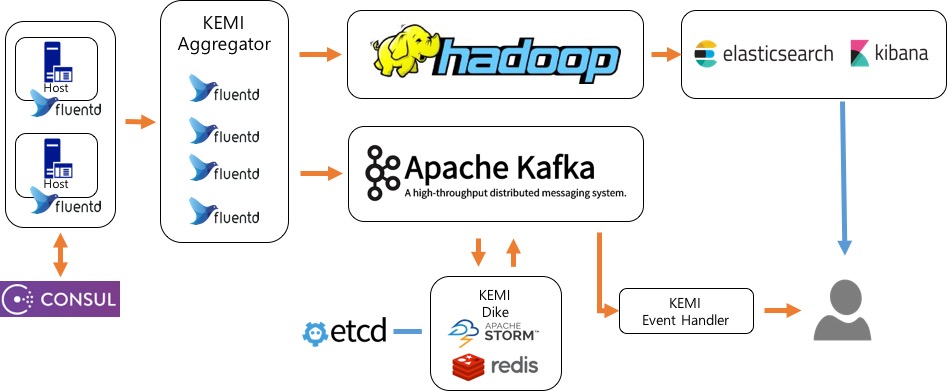 Host
fluentd
Host
fluentd
CONSUL
KEMI
Aggregator
fluentd
fluentd
fluentd
fluentd
hadoop
elasticsearch
kibana
Apache Kafka
A high-throughput distributed messaging system.
etcd
KEMI
Dike
APACHE
STORM™
redis
KEMI
Event Handler